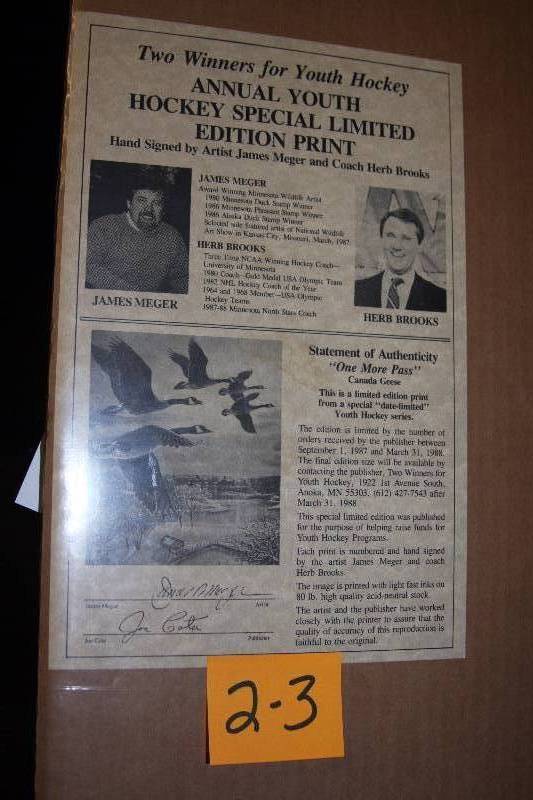 Two Winners for Youth Hockey
ANNUAL YOUTH
HOCKEY SPECIAL LIMITED
EDITION PRINT
Hand Signed by Artist James Meger and Coach Herb Brooks
JAMES MEGER
Award Winning Minnesota Wildlife Artist
1980 Minnesota Duck Stamp Winner
1986 Minnesota Pheasant Stamp Winner
1986 Alaska Duck Stamp Winner
Selected sole featured artist of National Wildlife
Art Show in Kansas City, Missouri, March, 1987
HERB BROOKS
Three Time NCAA Winning Hockey Coach—
University of Minnesota
1980 Coach—Gold Medal USA Olympic Team
1982 NHL Hockey Coach of the Year
1964 and 1968 Member—USA Olympic
Hockey Teams
1987-88 Minnesota North Stars Coach
JAMES MEGER
HERB BROOKS
Statement of Authenticity
"One More Pass"
Canada Geese
This is a limited edition print
from a special "date-limited"
Youth Hockey series.
The edition is limited by the number of
orders received by the publisher between
September 1, 1987 and March 31, 1988.
The final edition size will be available by
contacting the publisher, Two Winners for
Youth Hockey, 1922 1st Avenue South,
Anoka, MN 55303, (612) 427-7543 after
March 31, 1988.
This special limited edition was published
for the purpose of helping raise funds for
Youth Hockey Programs.
Each print is numbered and hand signed
by the artist James Meger and coach
Herb Brooks.
The image is printed with light fast inks on
80 lb. high quality acid-neutral stock.
The artist and the publisher have worked
closely with the printer to assure that the
quality of accuracy of this reproduction is
faithful to the original.
James Meger Artist
Publisher
2-3